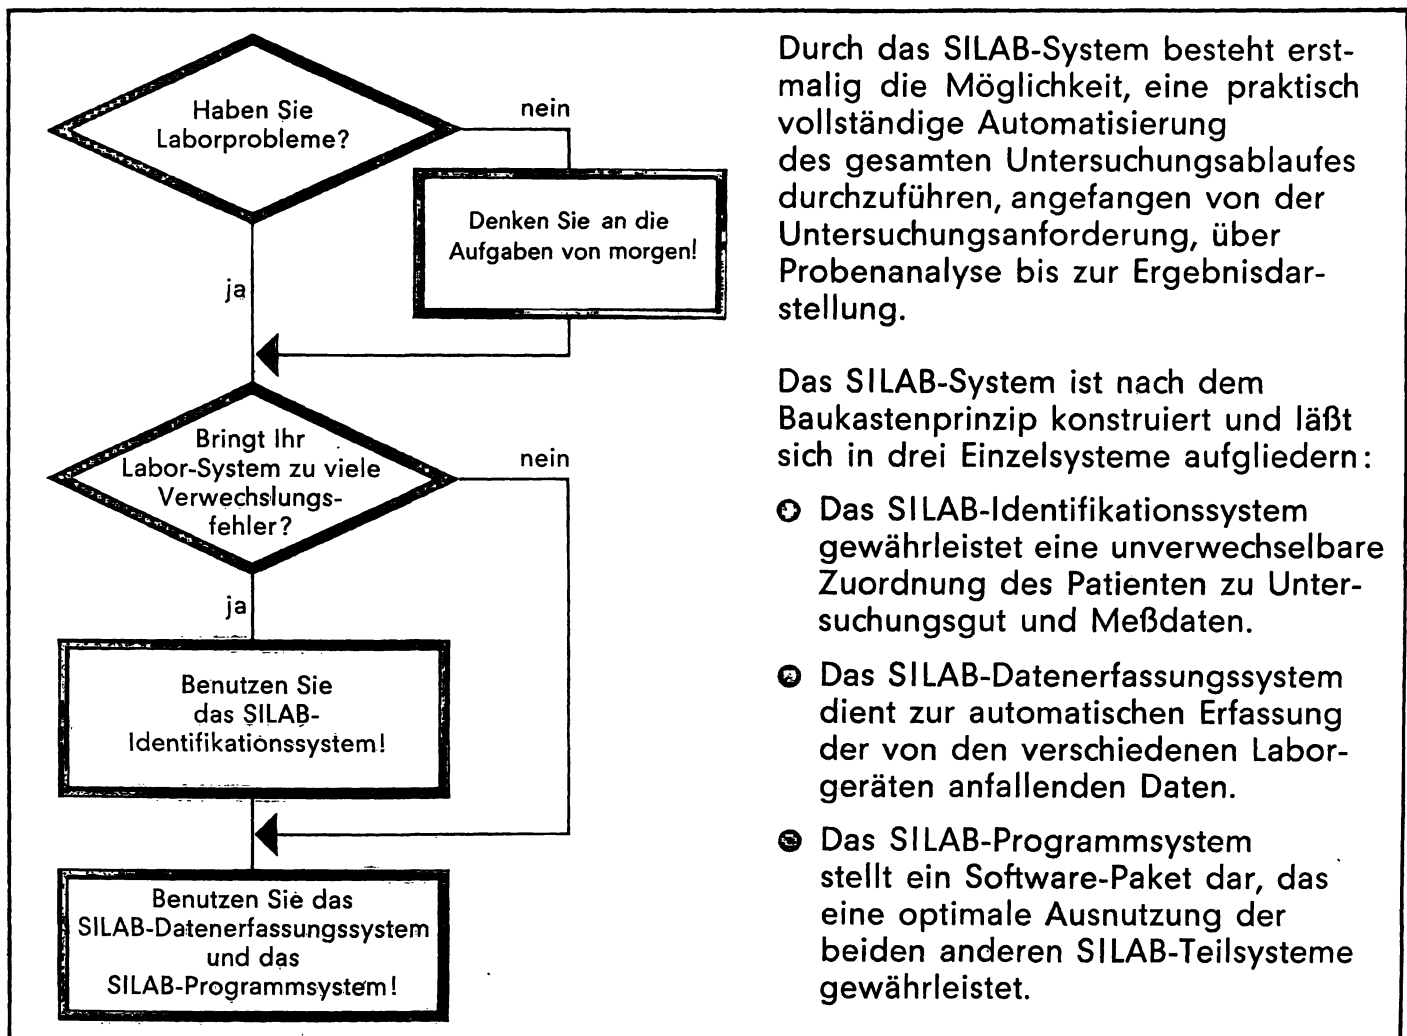 Haben Sie
Laborprobleme?
nein
Denken Sie an die
Aufgaben von morgen!
ja
Bringt Ihr
Labor-System zu viele
Verwechslungs-
fehler?
nein
ja
Benutzen Sie
das SILAB-
Identifikationssystem!
Benutzen Sie das
SILAB-Datenerfassungssystem
und das
SILAB-Programmsystem!
Durch das SILAB-System besteht erst-
malig die Möglichkeit, eine praktisch
vollständige Automatisierung
des gesamten Untersuchungsablaufes
durchzuführen, angefangen von der
Untersuchungsanforderung, über
Probenanalyse bis zur Ergebnisdar-
stellung.
Das SILAB-System ist nach dem
Baukastenprinzip konstruiert und läßt
sich in drei Einzelsysteme aufgliedern:
Das SILAB-Identifikationssystem
gewährleistet eine unverwechselbare
Zuordnung des Patienten zu Unter-
suchungsgut und Meßdaten.
Das SILAB-Datenerfassungssystem
dient zur automatischen Erfassung
der von den verschiedenen Labor-
geräten anfallenden Daten.
Das SILAB-Programmsystem
stellt ein Software-Paket dar, das
eine optimale Ausnutzung der
beiden anderen SILAB-Teilsysteme
gewährleistet.